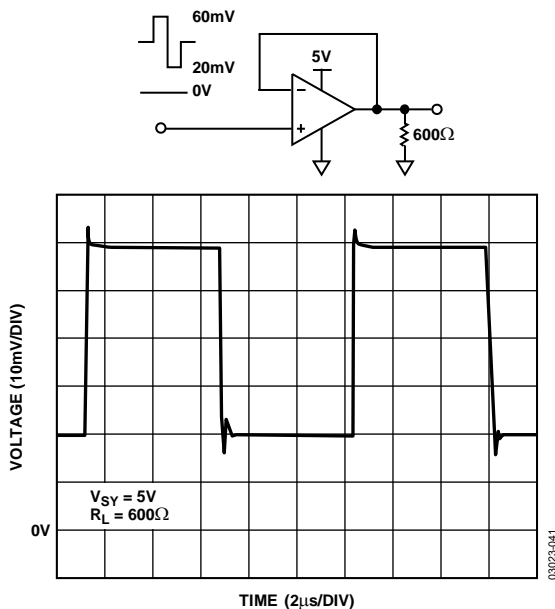 60mV
20mV
0V
5V
−
+
600Ω
VOLTAGE (10mV/DIV)
VSY = 5V
RL = 600Ω
0V
TIME (2μs/DIV)
03023-041